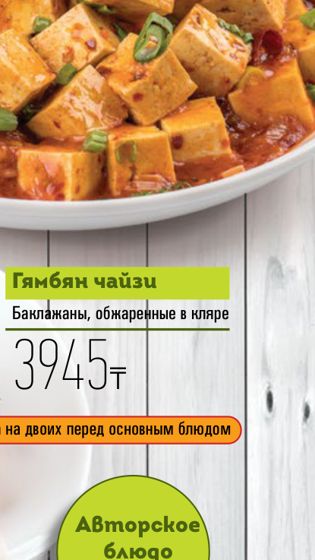 Гямбян чайзи
Баклажаны, обжаренные в кляре
3945₸
на двоих перед основным блюдом
Авторское
блюдо